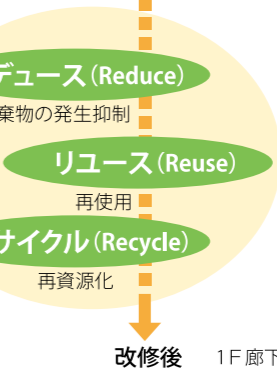 デュース（Reduce）
棄物の発生抑制
リユース（Reuse）
再使用
サイクル（Recycle）
再資源化
改修後 1F廊下